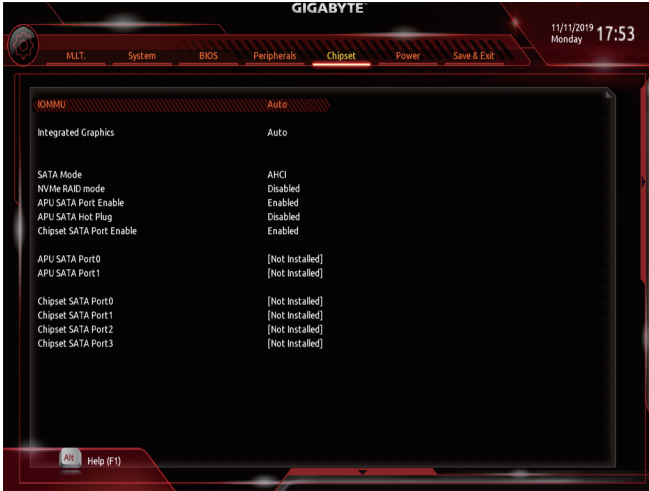 GIGABYTE™
11/11/2019 17:53
Monday
M.I.T. System BIOS Peripherals Chipset Power Save & Exit
IOMMU Auto
Integrated Graphics Auto
SATA Mode AHCI
NVMe RAID mode Disabled
APU SATA Port Enable Enabled
APU SATA Hot Plug Disabled
Chipset SATA Port Enable Enabled
APU SATA Port0 [Not Installed]
APU SATA Port1 [Not Installed]
Chipset SATA Port0 [Not Installed]
Chipset SATA Port1 [Not Installed]
Chipset SATA Port2 [Not Installed]
Chipset SATA Port3 [Not Installed]
Alt Help (F1)